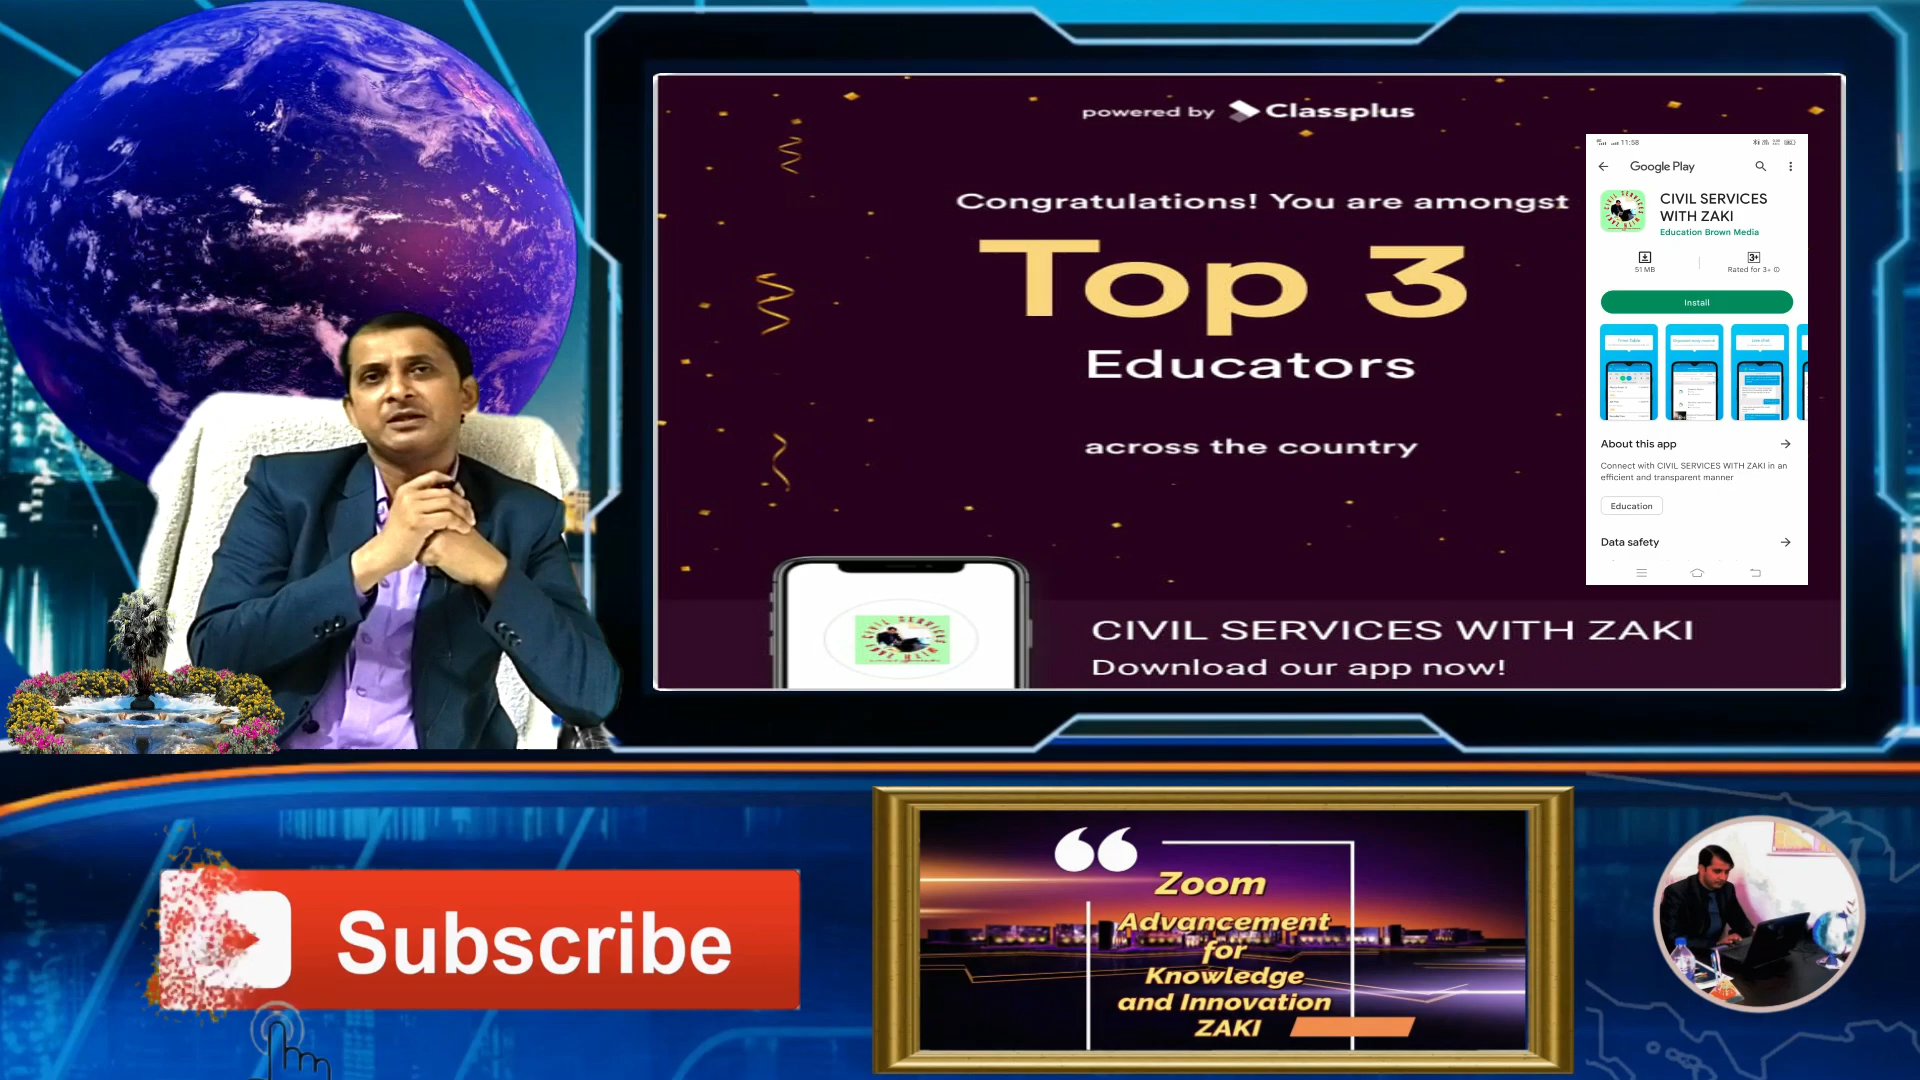 powered by Classplus
Congratulations! You are amongst
Top 3
Educators
across the country
CIVIL SERVICES WITH ZAKI
Download our app now!
11:58
Google Play
CIVIL SERVICES
WITH ZAKI
Education Brown Media
3+
51 MB
Rated for 3+
Install
About this app
Connect with CIVIL SERVICES WITH ZAKI in an
efficient and transparent manner
Education
Data safety
Subscribe
Zoom
Advancement
for
Knowledge
and Innovation
ZAKI